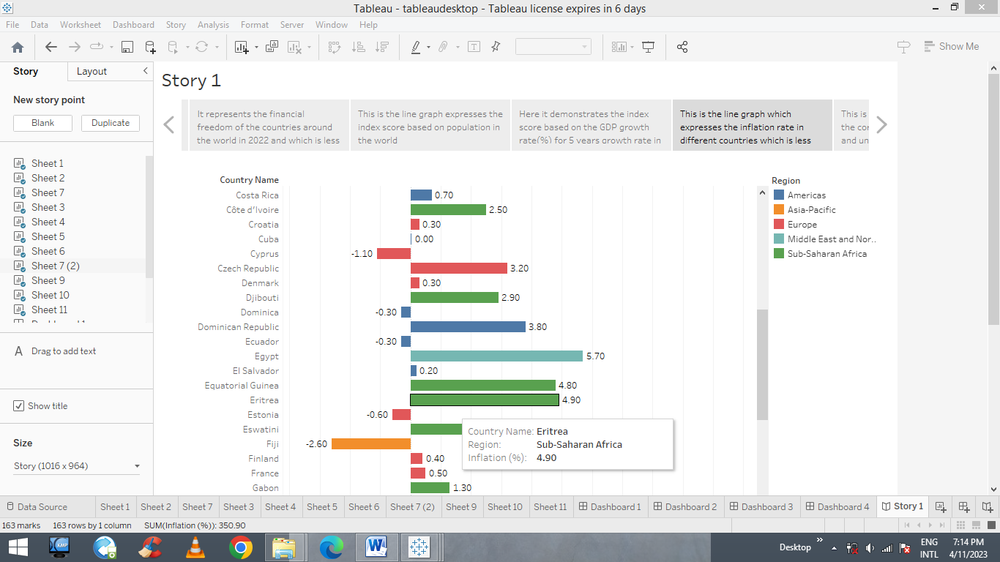 Tableau - tableaudesktop - Tableau license expires in 6 days
File Data Worksheet Dashboard Story Analysis Format Server Window Help
Show Me
Story Layout
New story point
Blank Duplicate
Sheet 1
Sheet 2
Sheet 7
Sheet 3
Sheet 4
Sheet 5
Sheet 6
Sheet 7 (2)
Sheet 9
Sheet 10
Sheet 11
Drag to add text
Show title
Size
Story (1016 x 964)
Story 1
It represents the financial
freedom of the countries around
the world in 2022 and which is less
This is the line graph expresses the
index score based on population in
the world
Here it demonstrates the index
score based on the GDP growth
rate(%) for 5 years growth rate in
This is the line graph which
expresses the inflation rate in
different countries which is less
This is
the cor
and un
Country Name
Costa Rica 0.70
Côte d'Ivoire 2.50
Croatia 0.30
Cuba 0.00
Cyprus -1.10
Czech Republic 3.20
Denmark 0.30
Djibouti 2.90
Dominica -0.30
Dominican Republic 3.80
Ecuador -0.30
Egypt 5.70
El Salvador 0.20
Equatorial Guinea 4.80
Eritrea 4.90
Estonia -0.60
Eswatini
Fiji -2.60
Finland 0.40
France 0.50
Gabon 1.30
Country Name: Eritrea
Region: Sub-Saharan Africa
Inflation (%): 4.90
Region
Americas
Asia-Pacific
Europe
Middle East and Nor..
Sub-Saharan Africa
Data Source Sheet 1 Sheet 2 Sheet 7 Sheet 3 Sheet 4 Sheet 5 Sheet 6 Sheet 7 (2) Sheet 9 Sheet 10 Sheet 11 Dashboard 1 Dashboard 2 Dashboard 3 Dashboard 4 Story 1
163 marks 163 rows by 1 column SUM(Inflation (%)): 350.90
KMP
Desktop
ENG
INTL
7:14 PM
4/11/2023